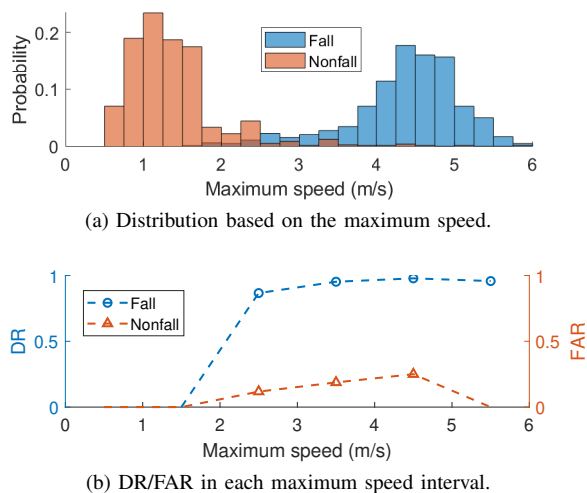 0.2
0.1
0
Probability
Fall
Nonfall
0 1 2 3 4 5 6
Maximum speed (m/s)
(a) Distribution based on the maximum speed.
1
0.5
0
DR
Fall
Nonfall
1
0.5
0
FAR
0 1 2 3 4 5 6
Maximum speed (m/s)
(b) DR/FAR in each maximum speed interval.